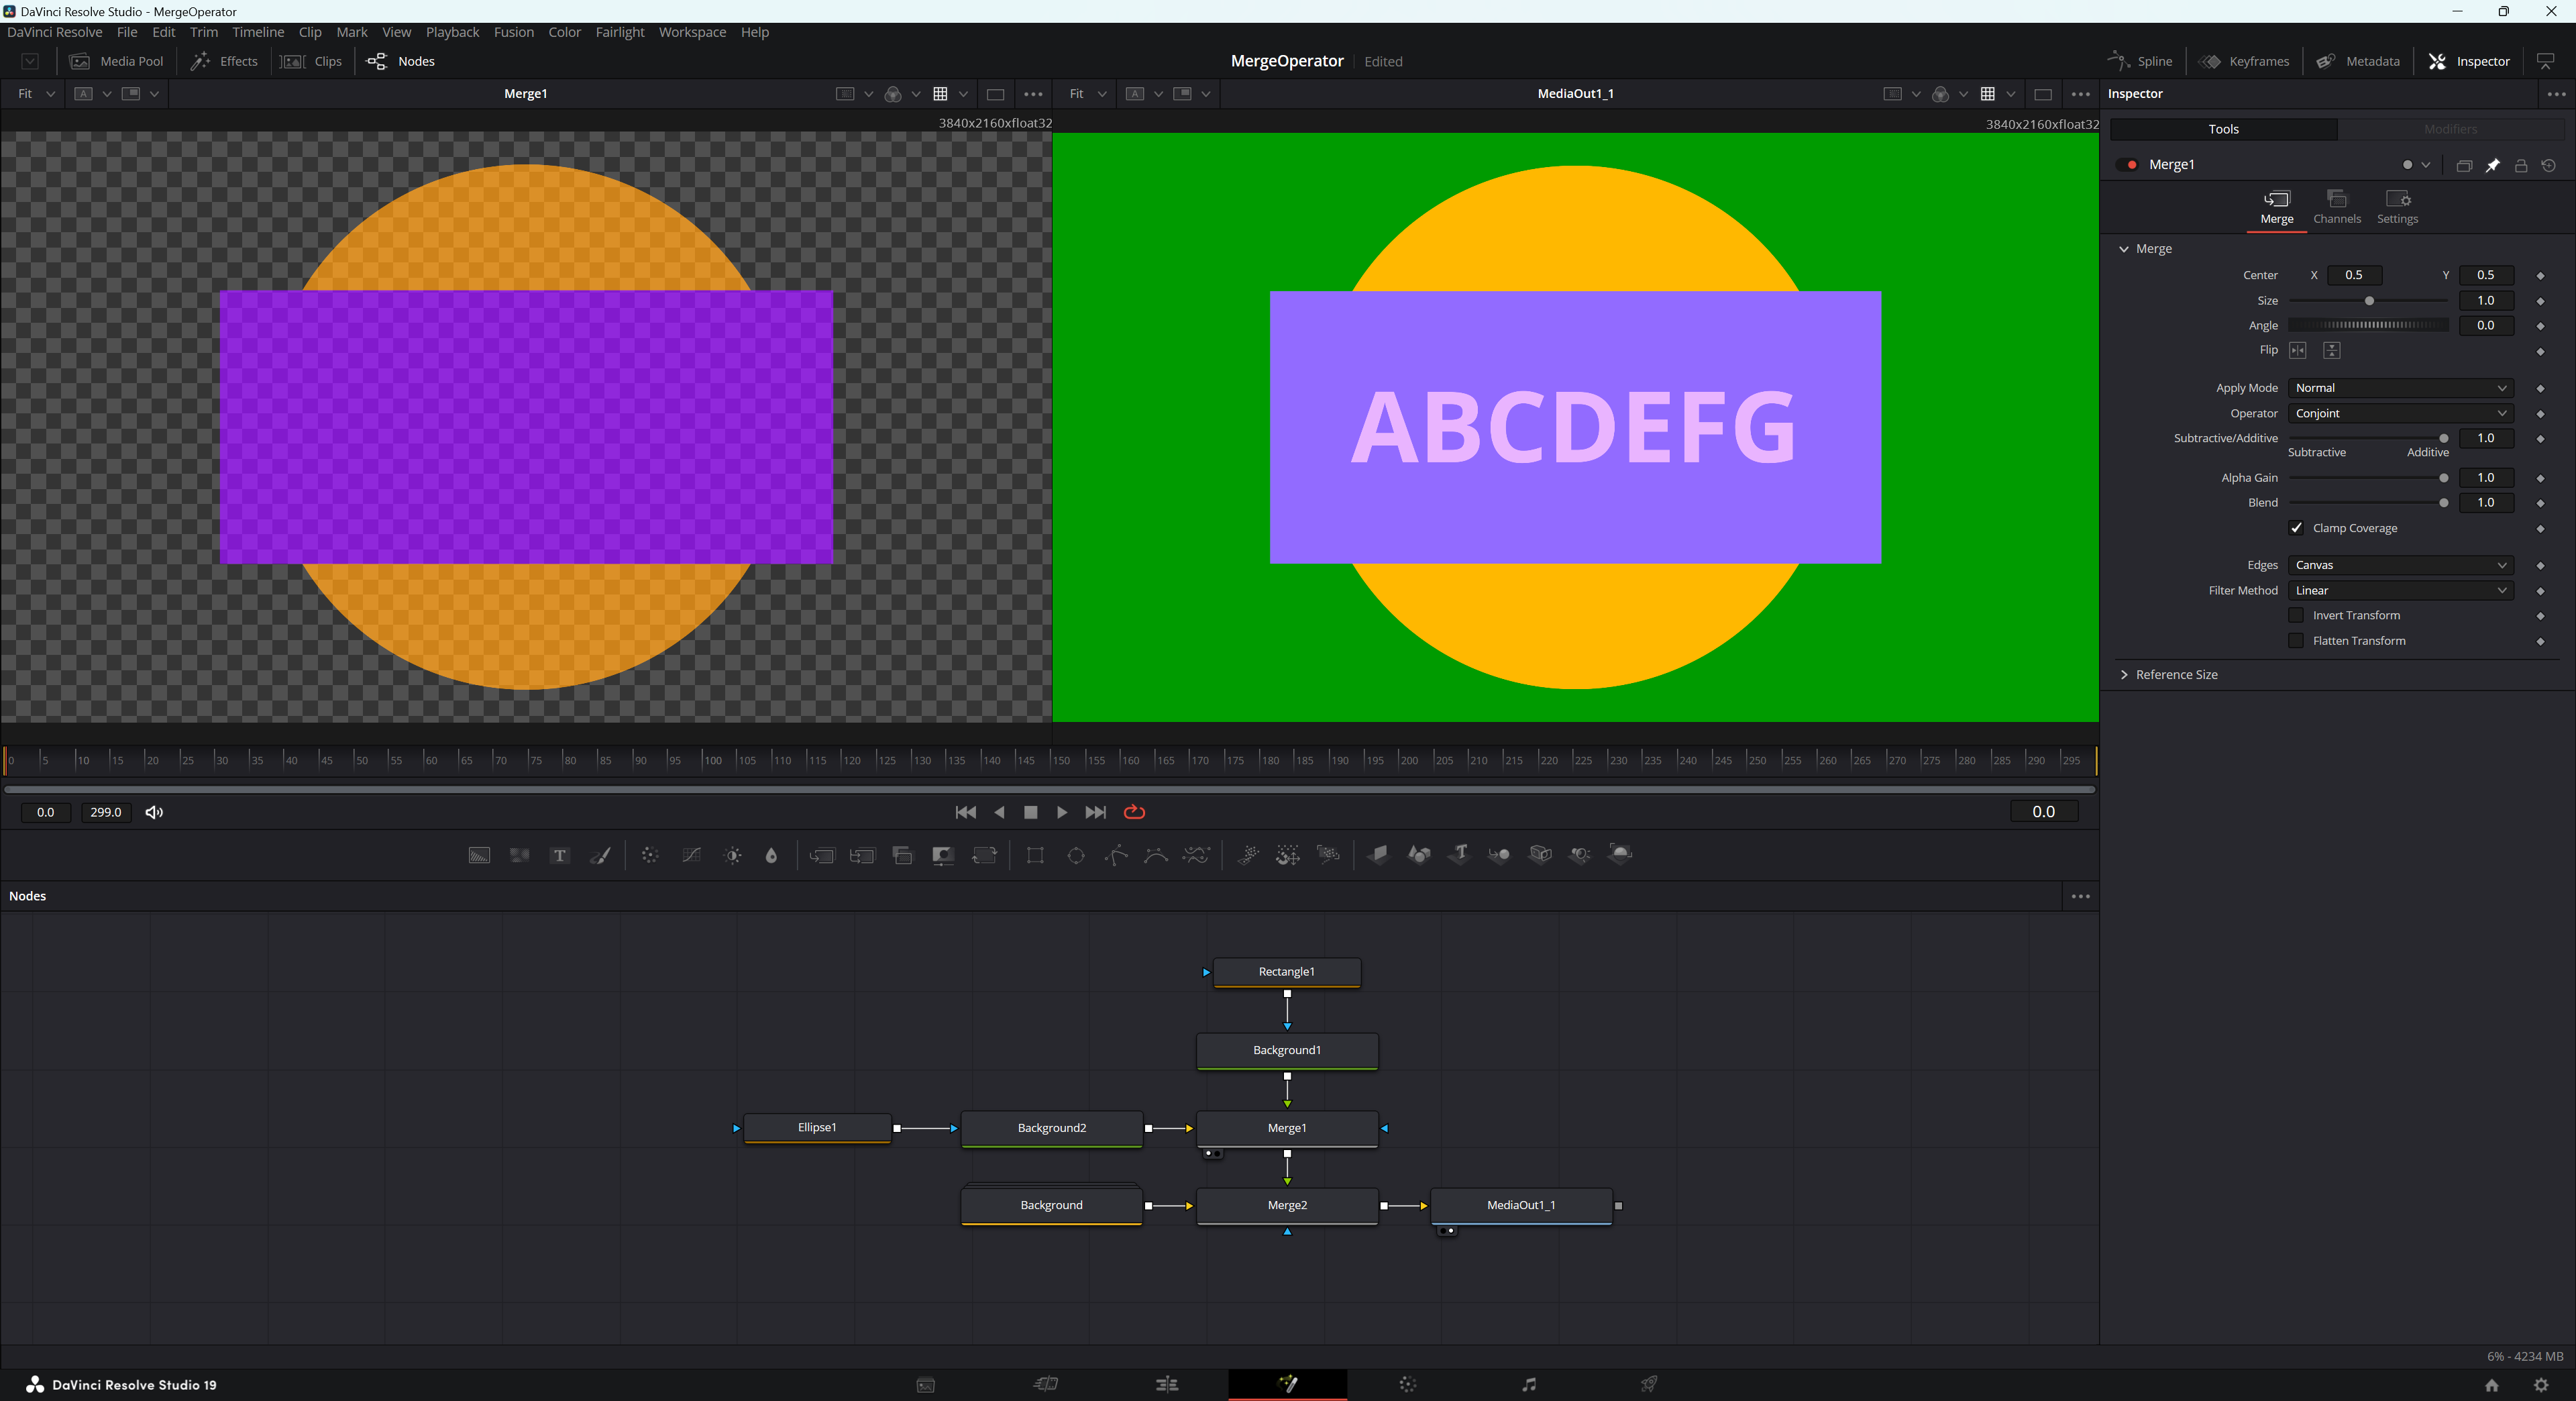 DaVinci Resolve Studio - MergeOperator
DaVinci Resolve File Edit Trim Timeline Clip Mark View Playback Fusion Color Fairlight Workspace Help
Media Pool Effects Clips Nodes MergeOperator Edited Spline Keyframes Metadata Inspector
Fit A Merge1 Fit A MediaOut1_1 Inspector
3840x2160xfloat32 3840x2160xfloat32
Tools Modifiers
Merge1
Merge Channels Settings
Merge
Center X 0.5 Y 0.5
Size 1.0
Angle 0.0
Flip
Apply Mode Normal
Operator Conjoint
Subtractive/Additive 1.0
Subtractive Additive
Alpha Gain 1.0
Blend 1.0
Clamp Coverage
Edges Canvas
Filter Method Linear
Invert Transform
Flatten Transform
Reference Size
ABCDEFG
0 5 10 15 20 25 30 35 40 45 50 55 60 65 70 75 80 85 90 95 100 105 110 115 120 125 130 135 140 145 150 155 160 165 170 175 180 185 190 195 200 205 210 215 220 225 230 235 240 245 250 255 260 265 270 275 280 285 290 295
0.0 299.0 0.0
T T
Nodes
Rectangle1
Background1
Ellipse1 Background2 Merge1
Background Merge2 MediaOut1_1
6% - 4234 MB
DaVinci Resolve Studio 19